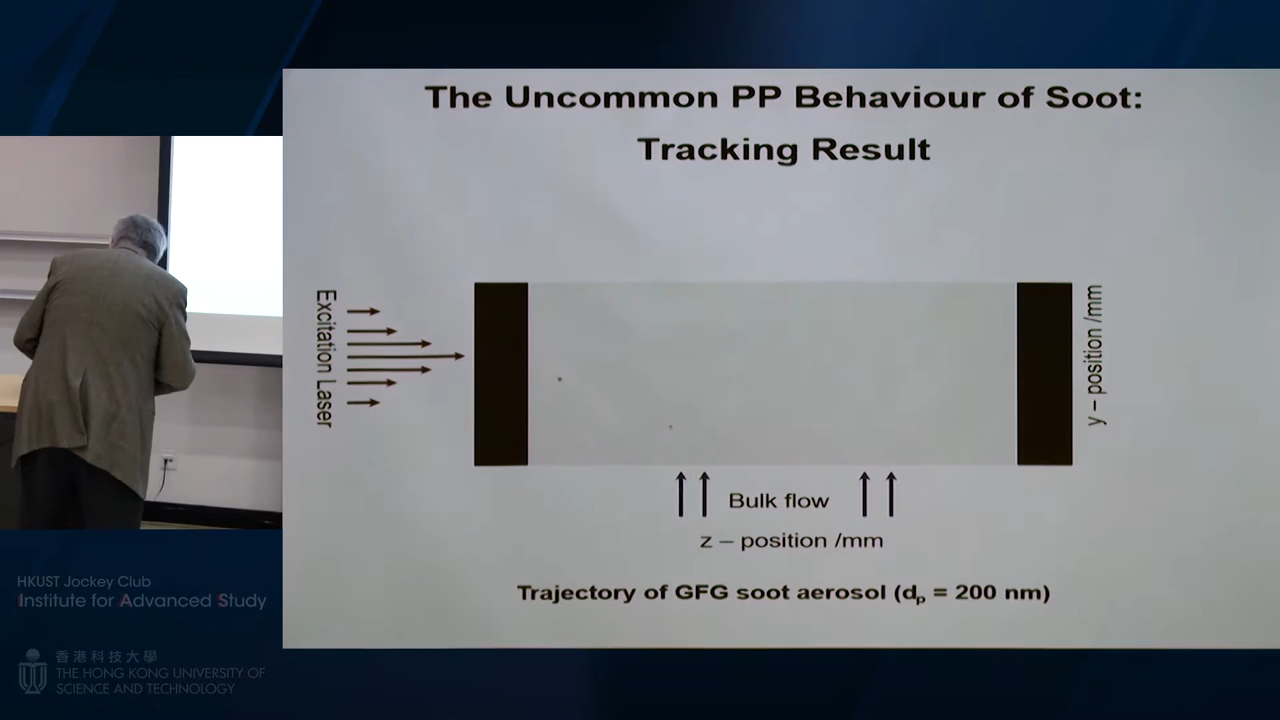 The Uncommon PP Behaviour of Soot:
Tracking Result
Excitation Laser
y – position /mm
Bulk flow
z – position /mm
Trajectory of GFG soot aerosol (dp = 200 nm)
HKUST Jockey Club
Institute for Advanced Study
香港科技大學
THE HONG KONG UNIVERSITY OF
SCIENCE AND TECHNOLOGY